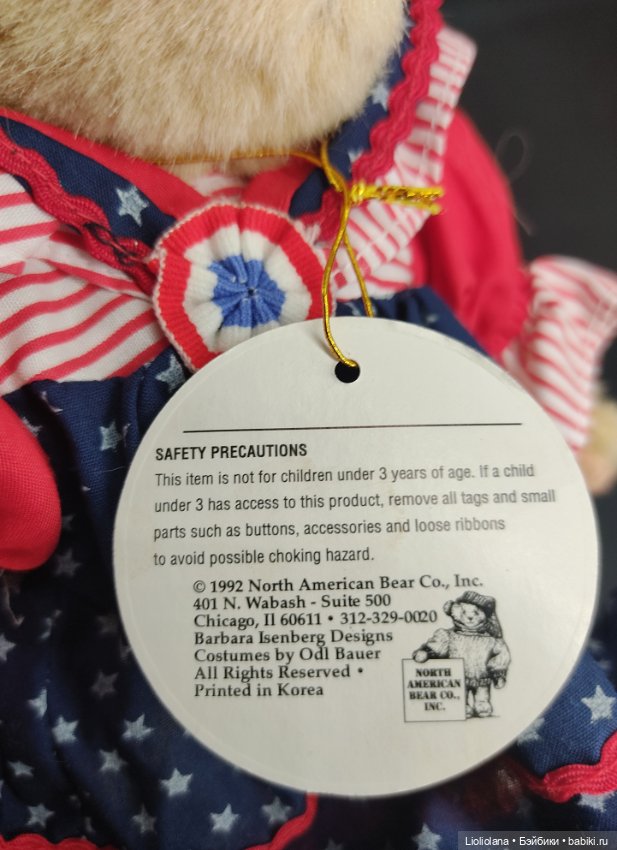 SAFETY PRECAUTIONS
This item is not for children under 3 years of age. If a child
under 3 has access to this product, remove all tags and small
parts such as buttons, accessories and loose ribbons
to avoid possible choking hazard.
© 1992 North American Bear Co., Inc.
401 N. Wabash - Suite 500
Chicago, Il 60611 • 312-329-0020
Barbara Isenberg Designs
Costumes by Odl Bauer
All Rights Reserved •
Printed in Korea
NORTH
AMERICAN
BEAR CO.,
INC.
Liolidana • Бэйбики • babiki.ru